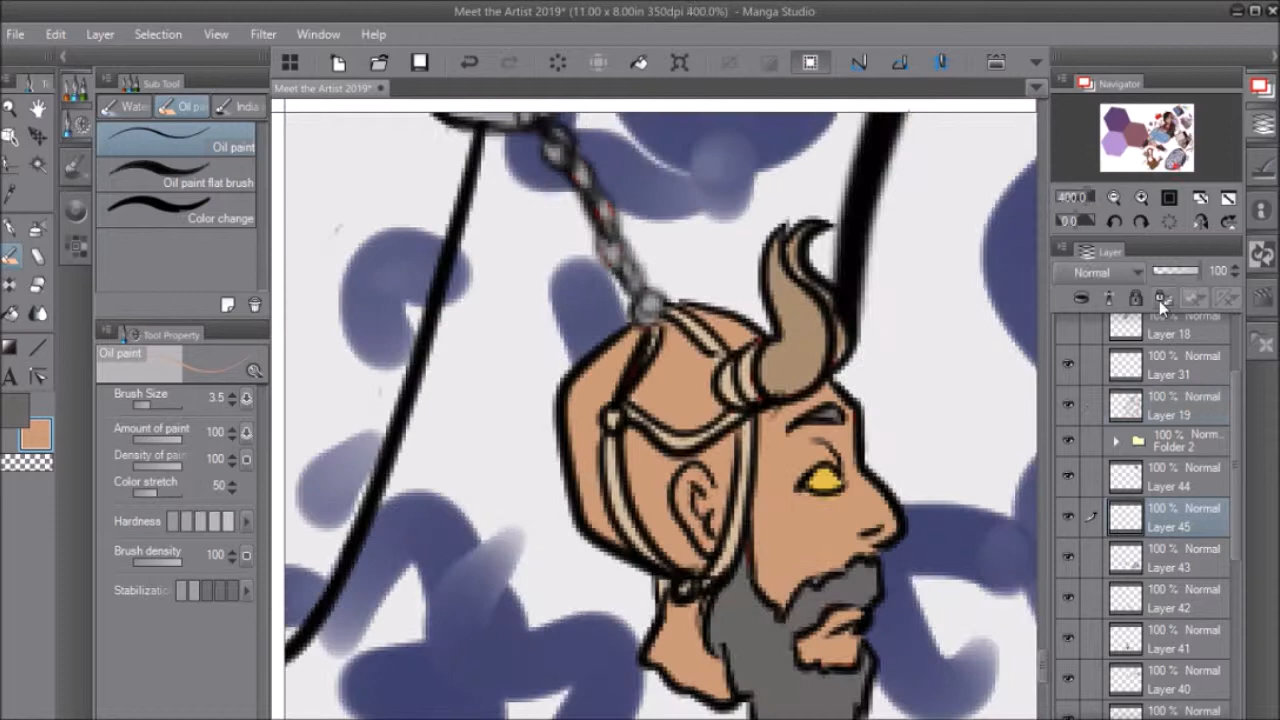 Meet the Artist 2019* (11.00 x 8.00in 350dpi 400.0%) - Manga Studio
File Edit Layer Selection View Filter Window Help
Sub Tool
Oil
Meet the Artist 2019*
Navigator
Oil paint
Oil paint flat brush
Color change
400.0
0.0
Layer
Normal 100
Layer 18
100 % Normal
Layer 31
100 % Normal
Layer 19
100 % Norm...
Folder 2
100 % Normal
Layer 44
100 % Normal
Layer 45
100 % Normal
Layer 43
100 % Normal
Layer 42
100 % Normal
Layer 41
100 % Normal
Layer 40
100 % Normal
Tool Property
Oil paint
Brush Size 3.5
Amount of paint 100
Density of 100
Color stretch 50
Hardness
Brush density 100